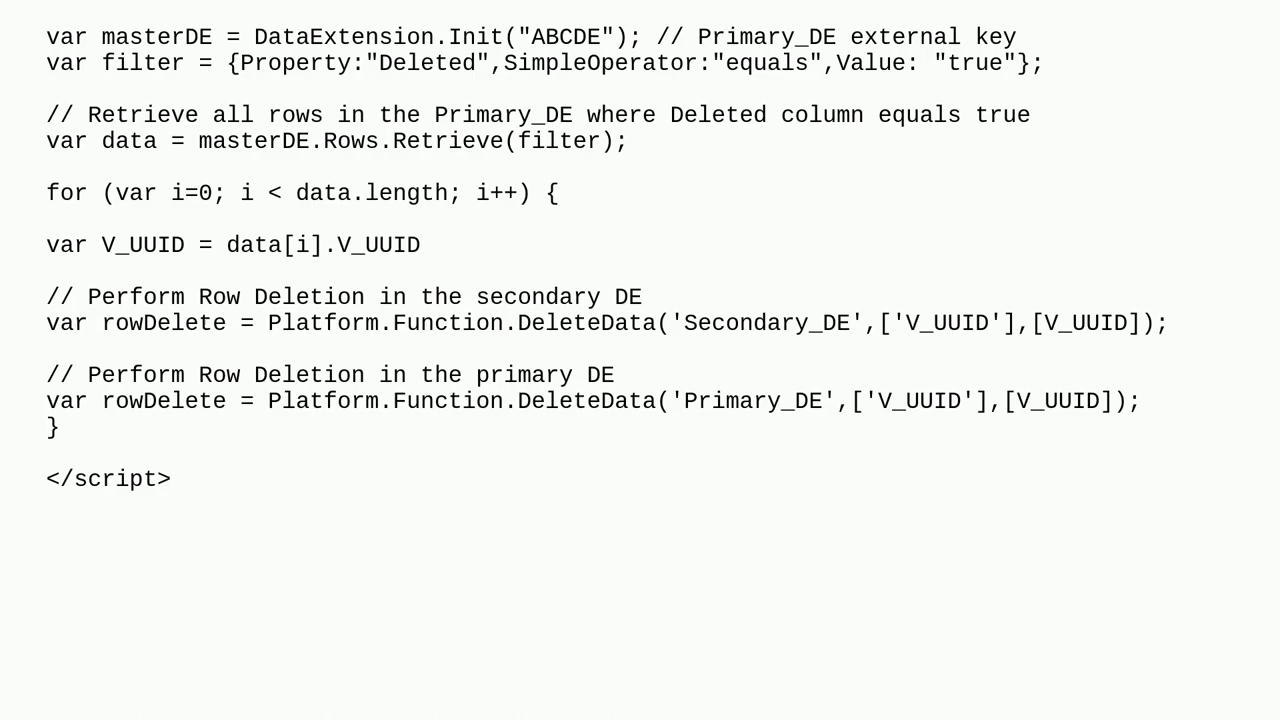 var masterDE = DataExtension.Init("ABCDE"); // Primary_DE external key
var filter = {Property:"Deleted",SimpleOperator:"equals",Value: "true"};
// Retrieve all rows in the Primary_DE where Deleted column equals true
var data = masterDE.Rows.Retrieve(filter);
for (var i=0; i < data.length; i++) {
var V_UUID = data[i].V_UUID
// Perform Row Deletion in the secondary DE
var rowDelete = Platform.Function.DeleteData('Secondary_DE',['V_UUID'],[V_UUID]);
// Perform Row Deletion in the primary DE
var rowDelete = Platform.Function.DeleteData('Primary_DE',['V_UUID'],[V_UUID]);
}
</script>